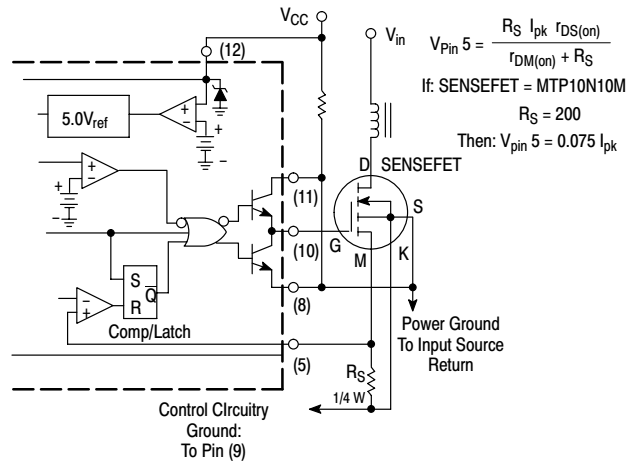 V_CC
V_in
(12)
V_Pin 5 = R_S I_pk r_DS(on) / r_DM(on) + R_S
If: SENSEFET = MTP10N10M
R_S = 200
Then: V_pin 5 = 0.075 I_pk
5.0V_ref
+
-
+
-
D SENSEFET
+
-
+
-
(11)
S
(10)
G
M
K
S
Q
R
(8)
-
+
Comp/Latch
Power Ground
To Input Source
Return
(5)
R_S
1/4 W
Control CIrcuitry
Ground:
To Pin (9)